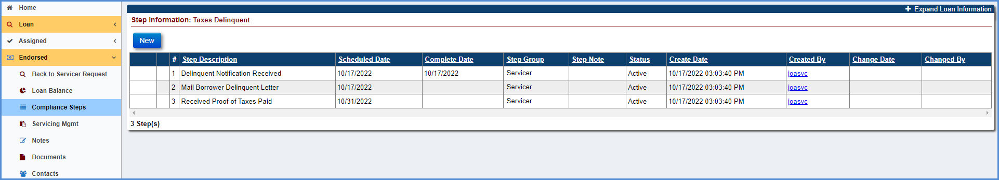 Home
Loan
Assigned
Endorsed
Back to Servicer Request
Loan Balance
Compliance Steps
Servicing Mgmt
Notes
Documents
Contacts
Expand Loan Information
Step Information: Taxes Delinquent
New
# Step Description Scheduled Date Complete Date Step Group Step Note Status Create Date Created By Change Date Changed By
1 Delinquent Notification Received 10/17/2022 10/17/2022 Servicer Active 10/17/2022 03:03:40 PM joasvc
2 Mail Borrower Delinquent Letter 10/17/2022 Servicer Active 10/17/2022 03:03:40 PM joasvc
3 Received Proof of Taxes Paid 10/31/2022 Servicer Active 10/17/2022 03:03:40 PM joasvc
3 Step(s)